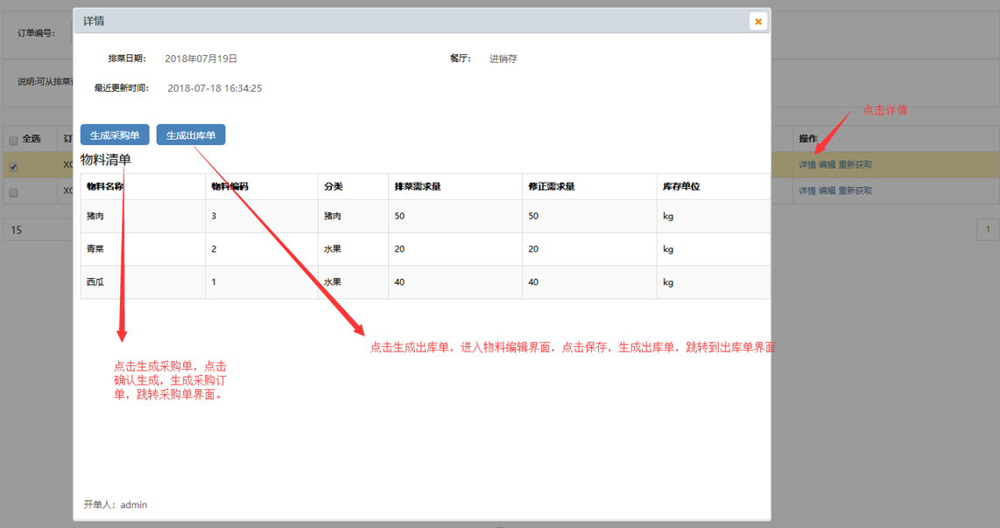 详情
订单编号:
排菜日期: 2018年07月19日 餐厅: 进销存
说明:可从排菜
最近更新时间: 2018-07-18 16:34:25
点击详情
生成采购单 生成出库单
全选 订 操作
物料清单
XC 详情 编辑 重新获取
物料名称 物料编码 分类 排菜需求量 修正需求量 库存单位
XC 详情 编辑 重新获取
猪肉 3 猪肉 50 50 kg
15 1
青菜 2 水果 20 20 kg
西瓜 1 水果 40 40 kg
点击生成出库单，进入物料编辑界面，点击保存，生成出库单，跳转到出库单界面
点击生成采购单，点击
确认生成，生成采购订
单，跳转采购单界面。
开单人: admin